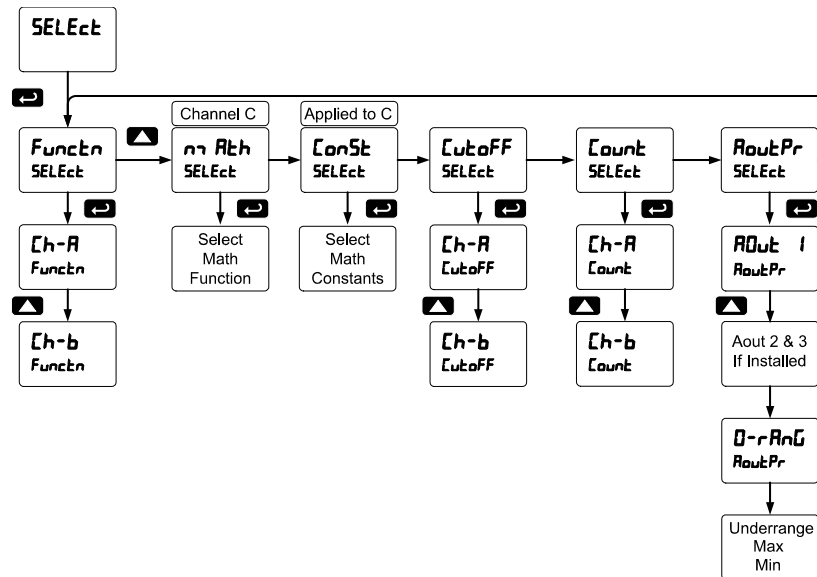 SELEct
Channel C
Applied to C
Functn
SELEct
mAth
SELEct
ConSt
SELEct
CutoFF
SELEct
Count
SELEct
AoutPr
SELEct
Ch-A
Functn
Select
Math
Function
Select
Math
Constants
Ch-A
CutoFF
Ch-A
Count
AOut 1
AoutPr
Ch-b
Functn
Ch-b
CutoFF
Ch-b
Count
Aout 2 & 3
If Installed
O-rAnG
AoutPr
Underrange
Max
Min